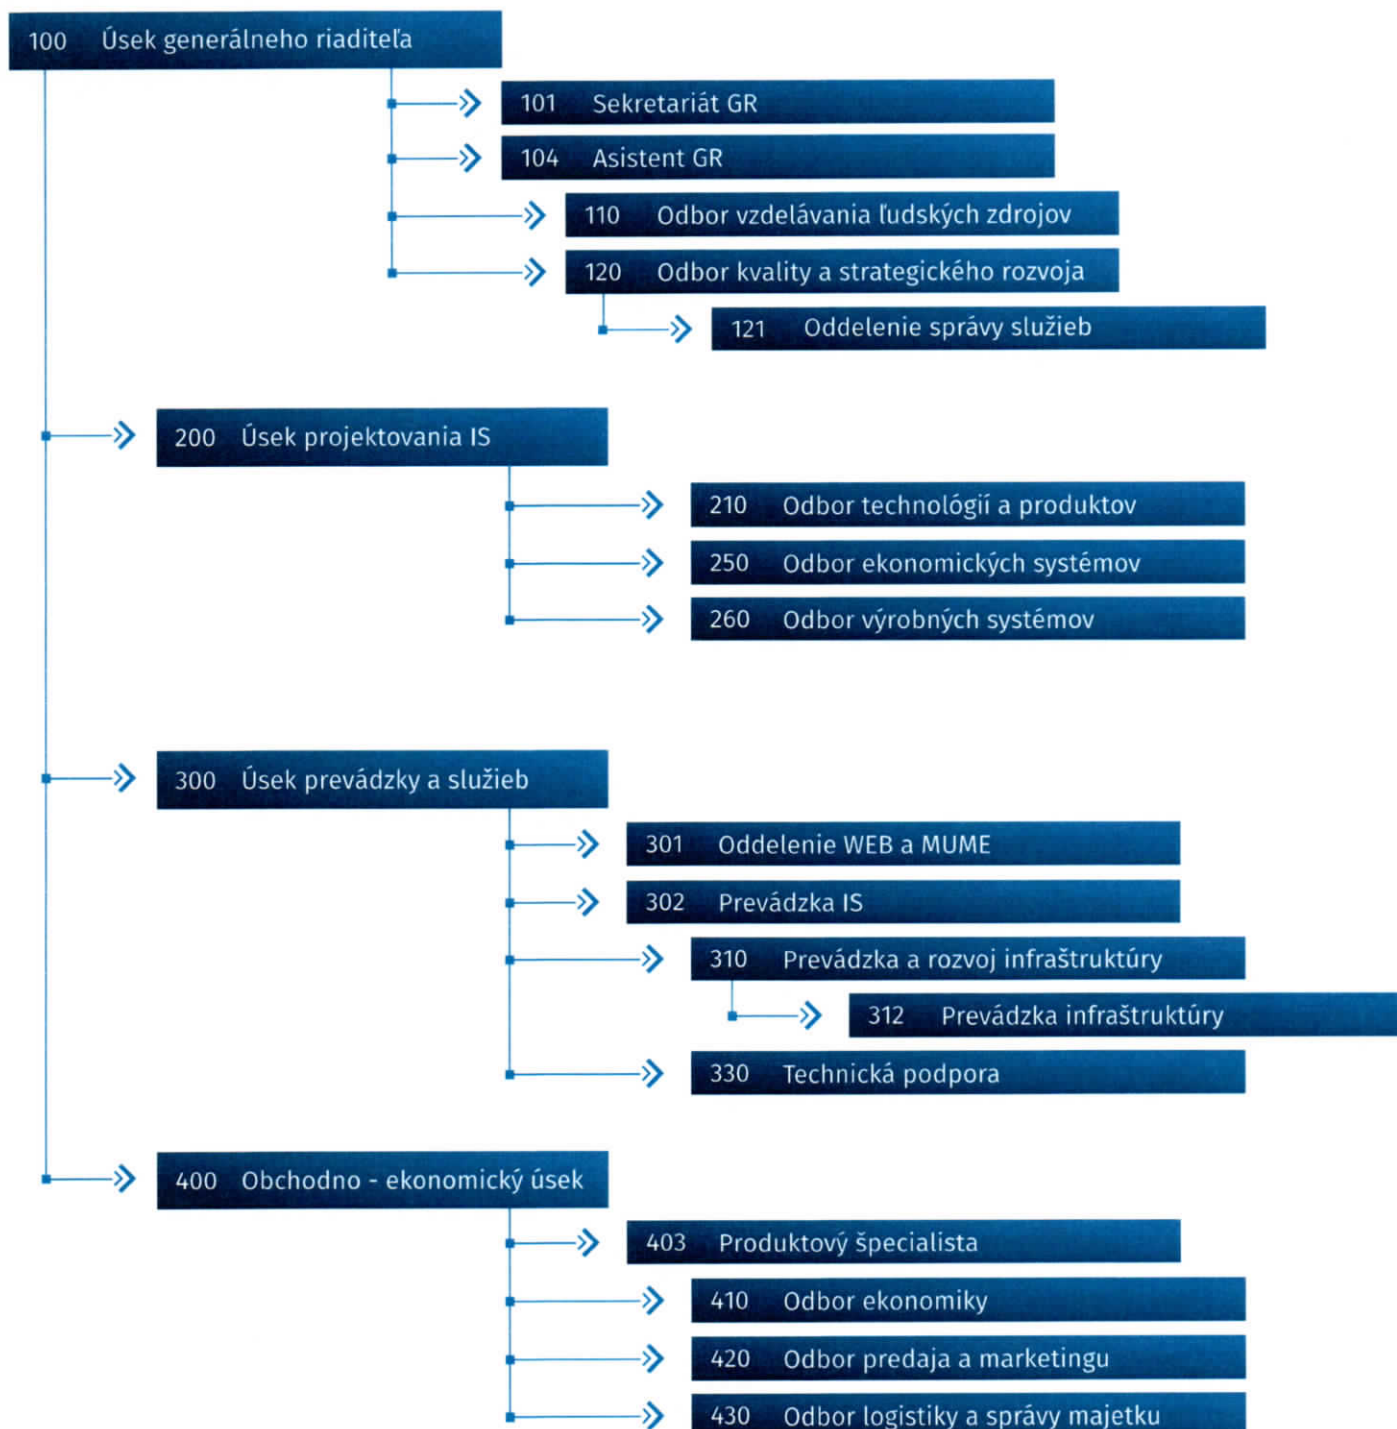 100 Úsek generálneho riaditeľa
101 Sekretariát GR
104 Asistent GR
110 Odbor vzdelávania ľudských zdrojov
120 Odbor kvality a strategického rozvoja
121 Oddelenie správy služieb
200 Úsek projektovania IS
210 Odbor technológií a produktov
250 Odbor ekonomických systémov
260 Odbor výrobných systémov
300 Úsek prevádzky a služieb
301 Oddelenie WEB a MUME
302 Prevádzka IS
310 Prevádzka a rozvoj infraštruktúry
312 Prevádzka infraštruktúry
330 Technická podpora
400 Obchodno - ekonomický úsek
403 Produktový špecialista
410 Odbor ekonomiky
420 Odbor predaja a marketingu
430 Odbor logistiky a správy majetku